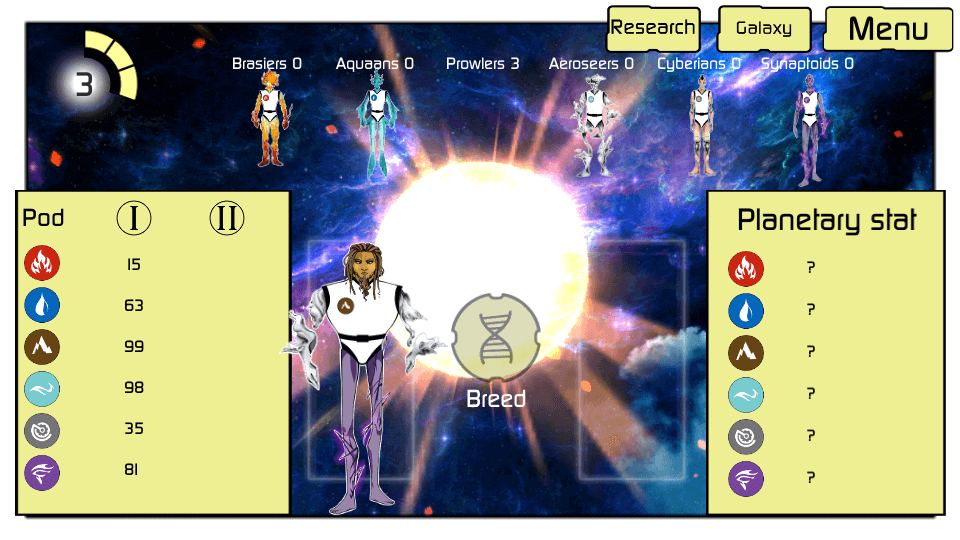 Research
Galaxy
Menu
3
Brasiers 0
Aquaans 0
Prowlers 3
Aeroseers 0
Cyberians 0
Synaptoids 0
Pod I II
15
63
99
98
35
81
Breed
Planetary stat
?
?
?
?
?
?